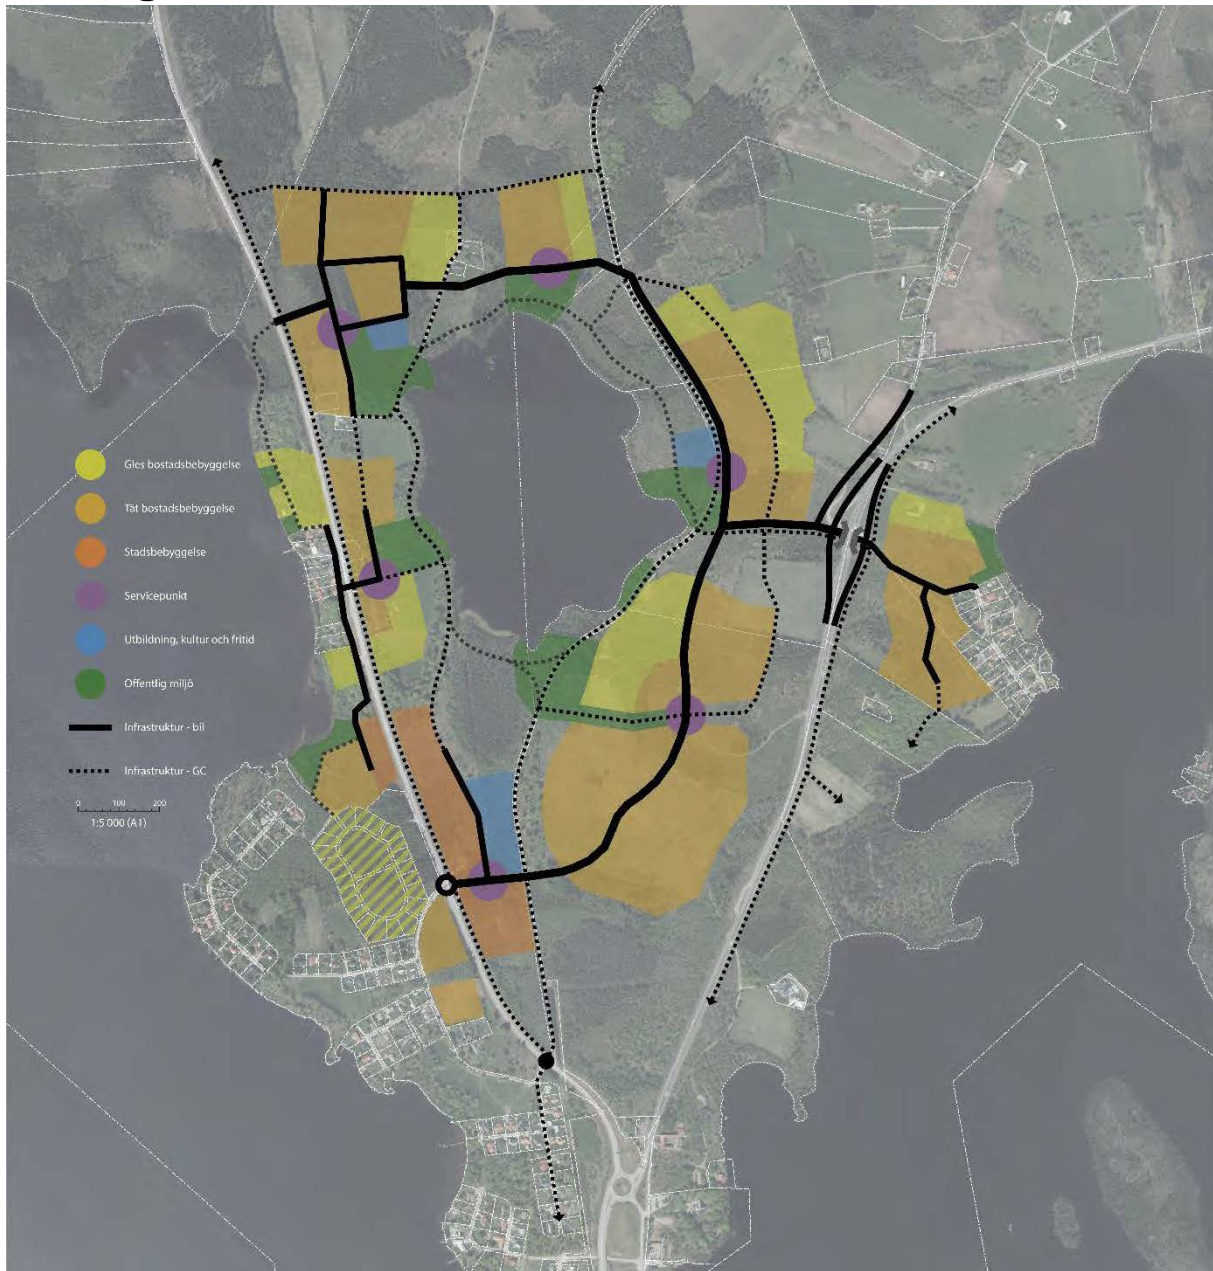 Gles bostadsbebyggelse
Tät bostadsbebyggelse
Stadsbebyggelse
Servicepunkt
Utbildning, kultur och fritid
Offentlig miljö
Infrastruktur - bil
Infrastruktur - GC
0 100 200
1:5 000 (A1)